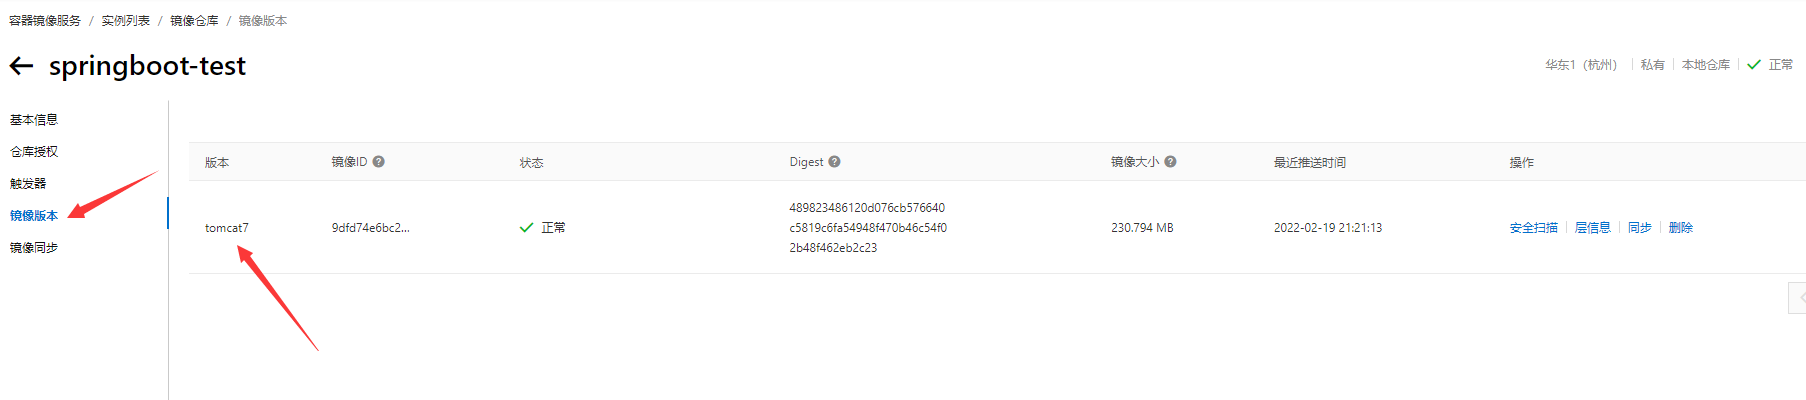 容器镜像服务 / 实例列表 / 镜像仓库 / 镜像版本
springboot-test
华东1（杭州） 私有 本地仓库 正常
基本信息
仓库授权
触发器
镜像版本
镜像同步
版本 镜像ID 状态 Digest 镜像大小 最近推送时间 操作
tomcat7 9dfd74e6bc2... 正常
489823486120d076cb576640
c5819c6fa54948f470b46c54f0
2b48f462eb2c23
230.794 MB 2022-02-19 21:21:13 安全扫描 层信息 同步 删除